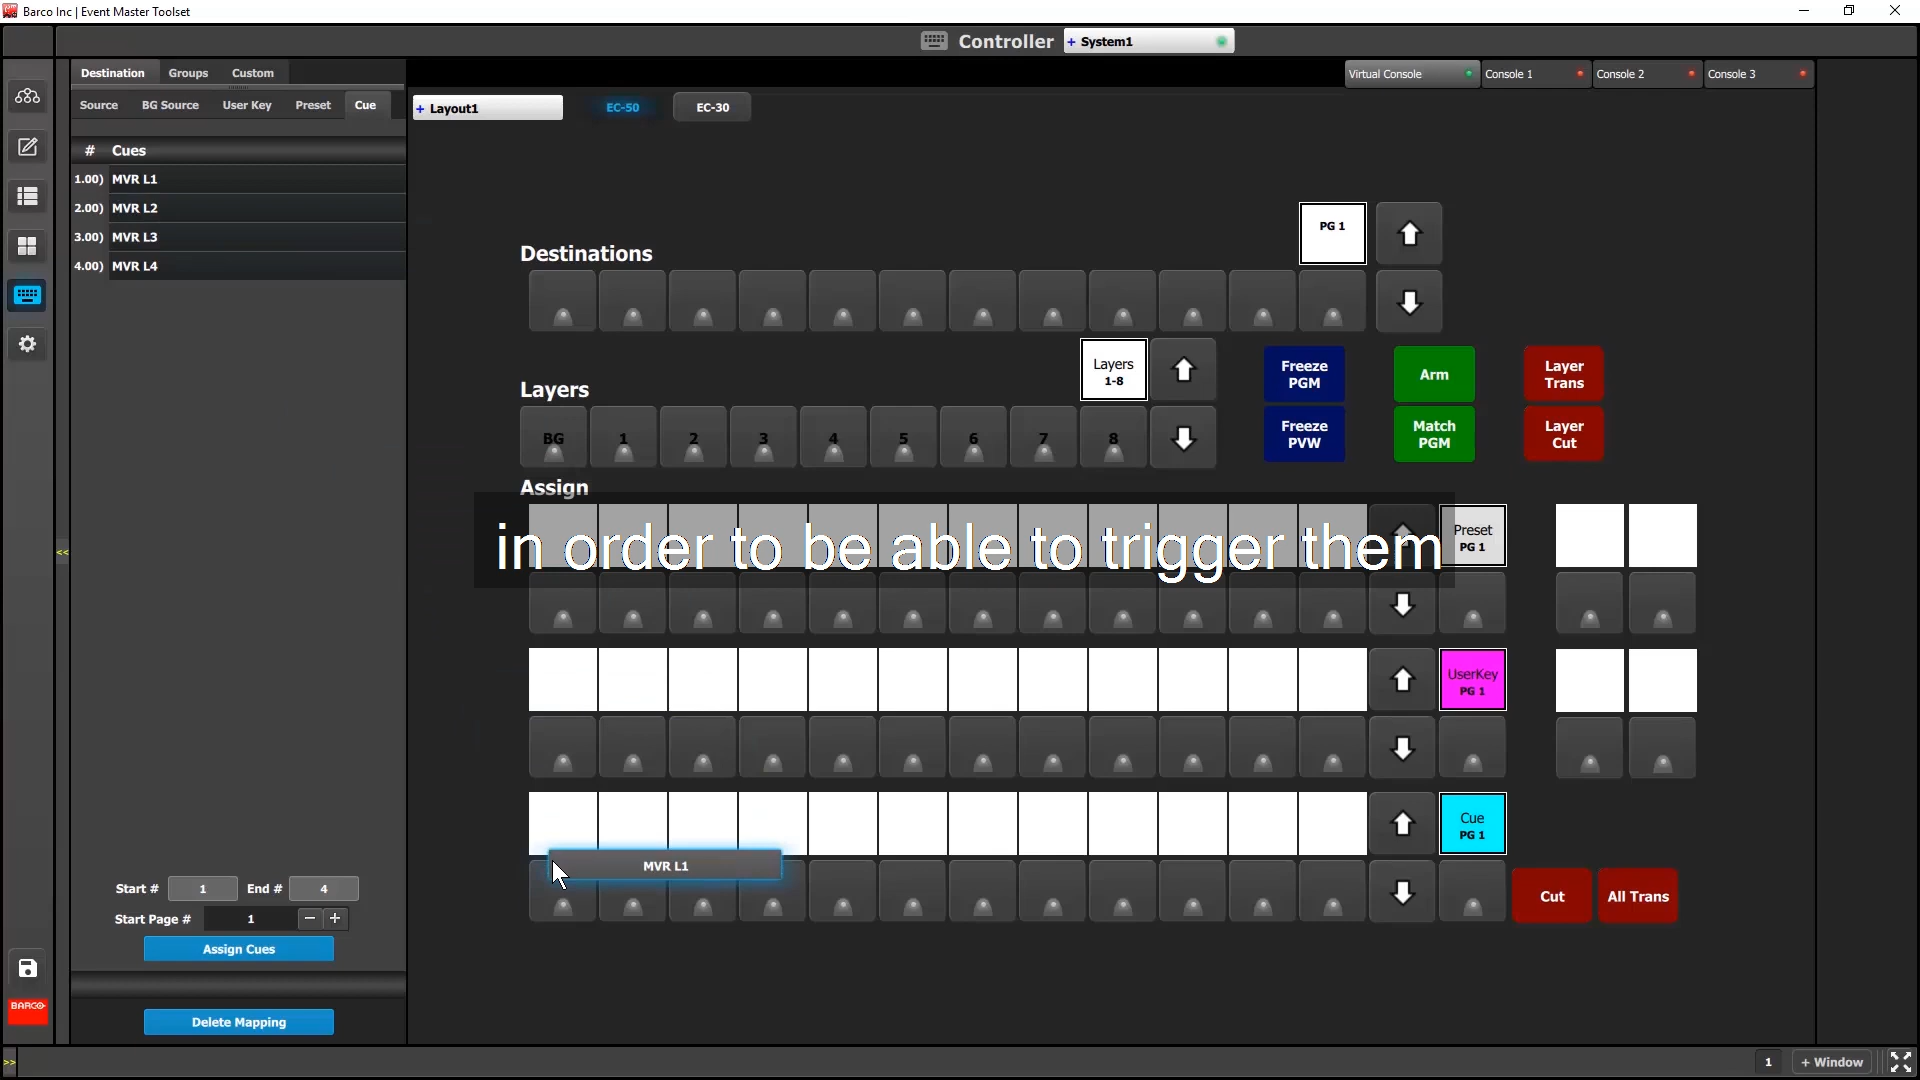 Barco Inc | Event Master Toolset
Controller
+ System1
Destination
Groups
Custom
Virtual Console
Console 1
Console 2
Console 3
Source
BG Source
User Key
Preset
Cue
+ Layout1
EC-50
EC-30
# Cues
1.00) MVR L1
2.00) MVR L2
3.00) MVR L3
4.00) MVR L4
PG 1
Destinations
Layers
1-8
Layers
Freeze
PGM
Arm
Layer
Trans
BG
1
2
3
4
5
6
7
8
Freeze
PVW
Match
PGM
Layer
Cut
Assign
in order to be able to trigger them
Preset
PG 1
UserKey
PG 1
Cue
PG 1
MVR L1
Cut
All Trans
Start # 1 End # 4
Start Page # 1 − +
Assign Cues
BARCO
Delete Mapping
<<
>>
1
+ Window